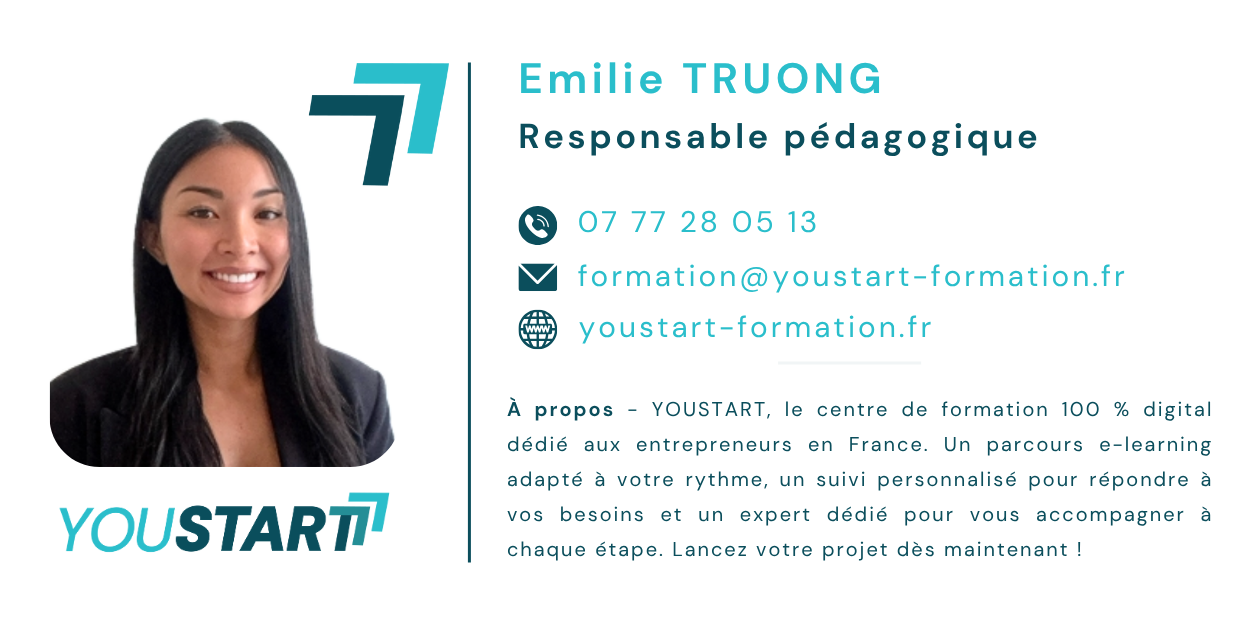 Emilie TRUONG
Responsable pédagogique
07 77 28 05 13
formation@youstart-formation.fr
www
youstart-formation.fr
À propos - YOUSTART, le centre de formation 100 % digital
dédié aux entrepreneurs en France. Un parcours e-learning
adapté à votre rythme, un suivi personnalisé pour répondre à
vos besoins et un expert dédié pour vous accompagner à
chaque étape. Lancez votre projet dès maintenant !
YOUSTART